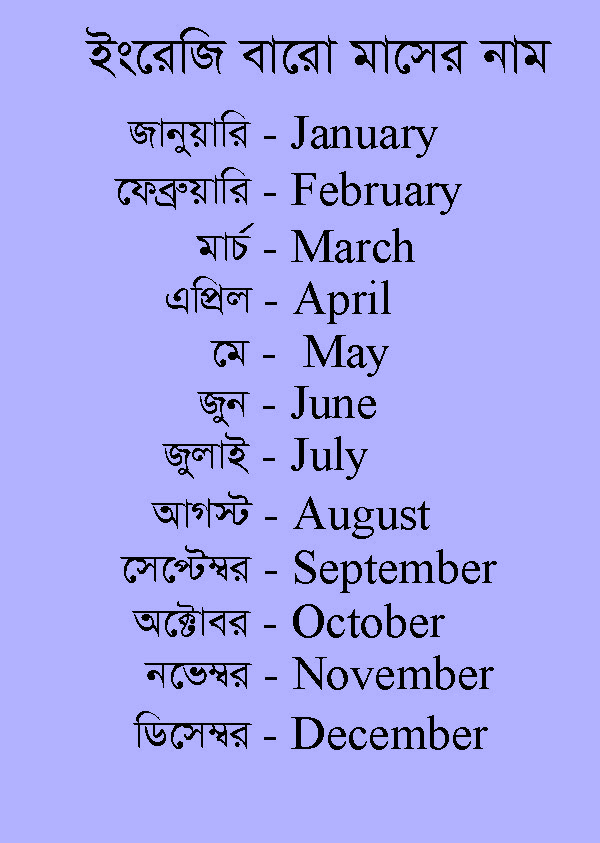 ইংরেজি বারো মাসের নাম
জানুয়ারি - January
ফেব্রুয়ারি - February
মার্চ - March
এপ্রিল - April
মে - May
জুন - June
জুলাই - July
আগস্ট - August
সেপ্টেম্বর - September
অক্টোবর - October
নভেম্বর - November
ডিসেম্বর - December